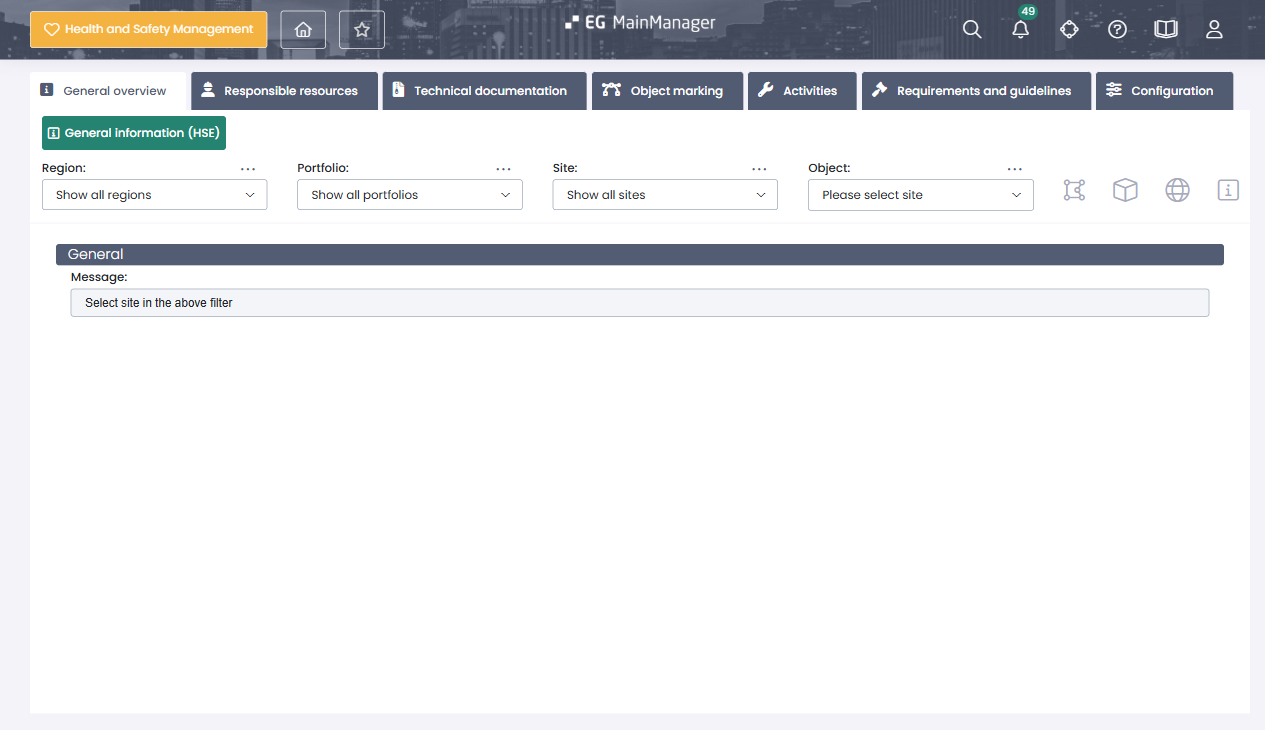 Health and Safety Management
EG MainManager
49
General overview
Responsible resources
Technical documentation
Object marking
Activities
Requirements and guidelines
Configuration
General information (HSE)
Region:
Portfolio:
Site:
Object:
Show all regions
Show all portfolios
Show all sites
Please select site
General
Message:
Select site in the above filter